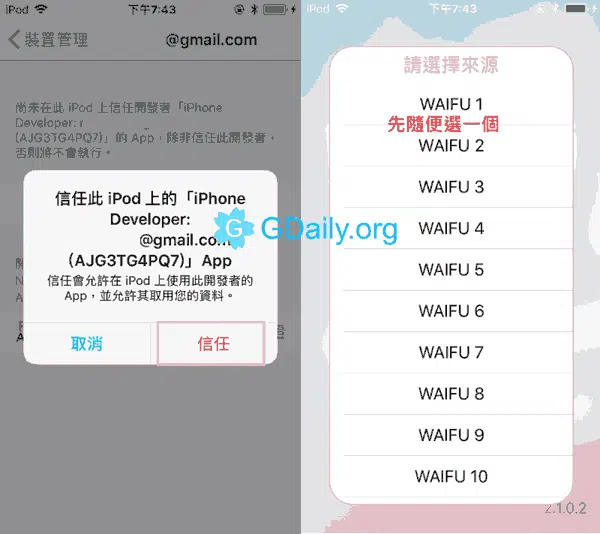 iPod 下午7:43
裝置管理 @gmail.com
尚未在此 iPod 上信任開發者「iPhone
Developer: r
(AJG3TG4PQ7)」的 App，除非信任此開發者，
否則將不會執行。
信任此 iPod 上的「iPhone
Developer:
@gmail.com
(AJG3TG4PQ7)」App
信任會允許在 iPod 上使用此開發者的
App，並允許其取用您的資料。
取消 信任
GDaily.org
iPod 下午7:43
請選擇來源
WAIFU 1
先隨便選一個
WAIFU 2
WAIFU 3
WAIFU 4
WAIFU 5
WAIFU 6
WAIFU 7
WAIFU 8
WAIFU 9
WAIFU 10
2.1.0.2